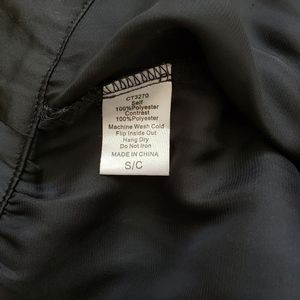 CT3270
Self
100%Polyester
Contrast
100%Polyester
Machine Wash Cold
Flip Inside Out
Hang Dry
Do Not Iron
MADE IN CHINA
S/C